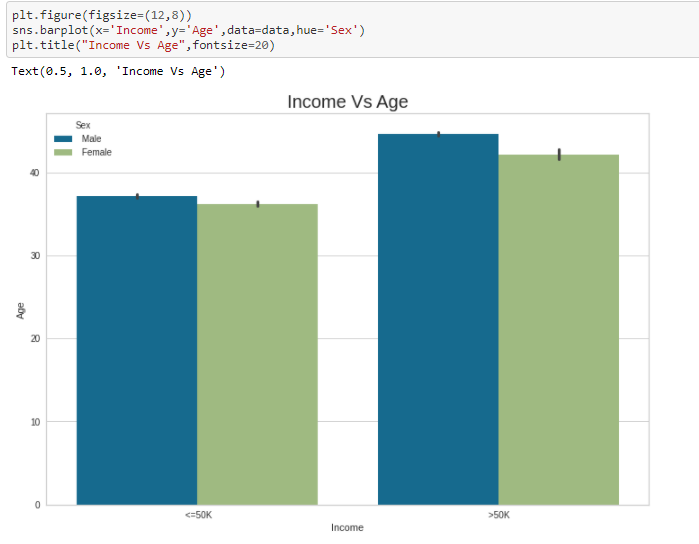 plt.figure(figsize=(12,8))
sns.barplot(x='Income',y='Age',data=data,hue='Sex')
plt.title("Income Vs Age",fontsize=20)
Text(0.5, 1.0, 'Income Vs Age')
Income Vs Age
Sex
Male
Female
40
30
20
10
0
Age
<=50K >50K
Income